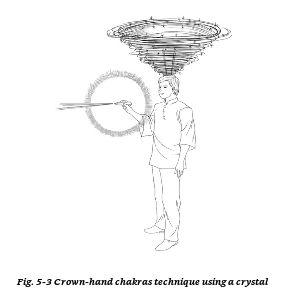 Fig. 5-3 Crown-hand chakras technique using a crystal